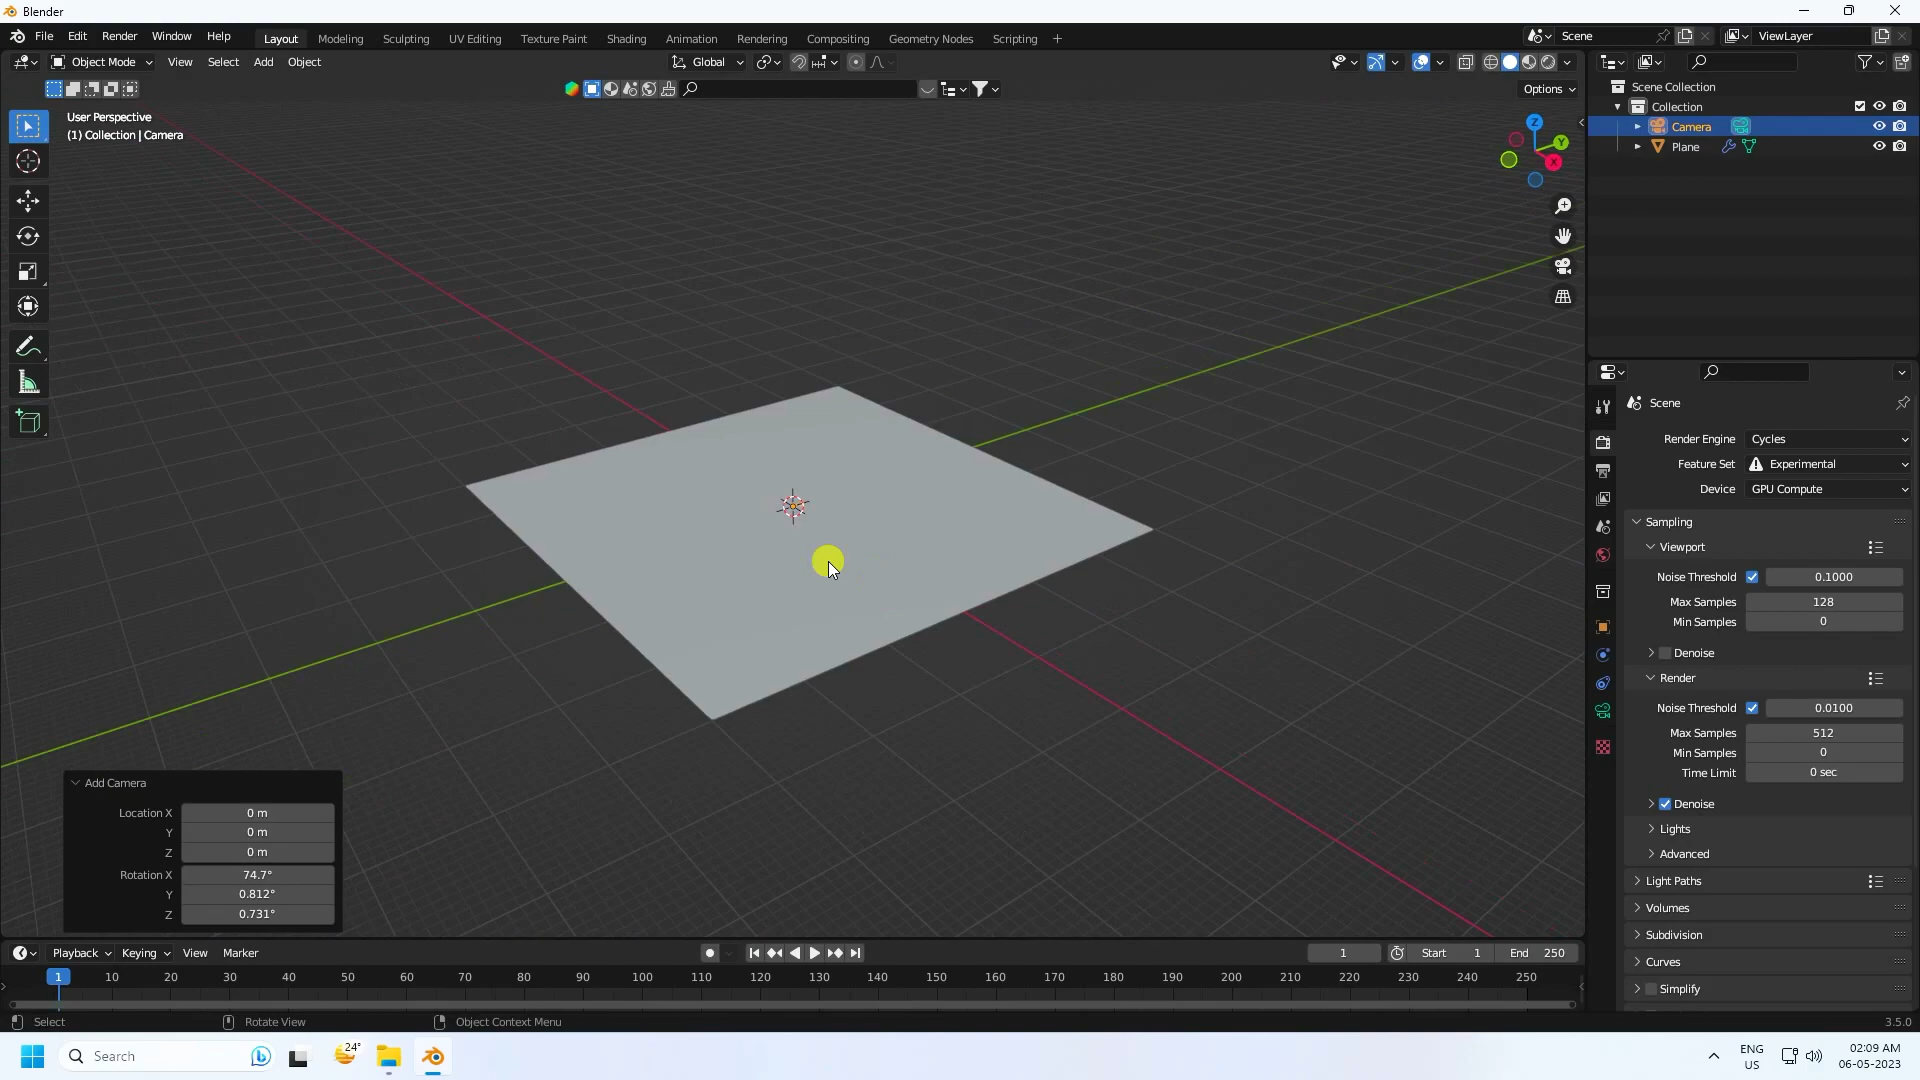 Blender
File Edit Render Window Help Layout Modeling Sculpting UV Editing Texture Paint Shading Animation Rendering Compositing Geometry Nodes Scripting Scene ViewLayer
Object Mode View Select Add Object Global
Options
User Perspective
(1) Collection | Camera
Z
Y
X
Scene Collection
Collection
Camera
Plane
Scene
Render Engine Cycles
Feature Set Experimental
Device GPU Compute
Sampling
Viewport
Noise Threshold 0.1000
Max Samples 128
Min Samples 0
Denoise
Render
Noise Threshold 0.0100
Max Samples 512
Min Samples 0
Time Limit 0 sec
Denoise
Lights
Advanced
Light Paths
Volumes
Subdivision
Curves
Simplify
Add Camera
Location X 0 m
Y 0 m
Z 0 m
Rotation X 74.7°
Y 0.812°
Z 0.731°
Playback Keying View Marker 1 Start 1 End 250
1 10 20 30 40 50 60 70 80 90 100 110 120 130 140 150 160 170 180 190 200 210 220 230 240 250
Select Rotate View Object Context Menu 3.5.0
Search 24° ENG US 02:09 AM 06-05-2023